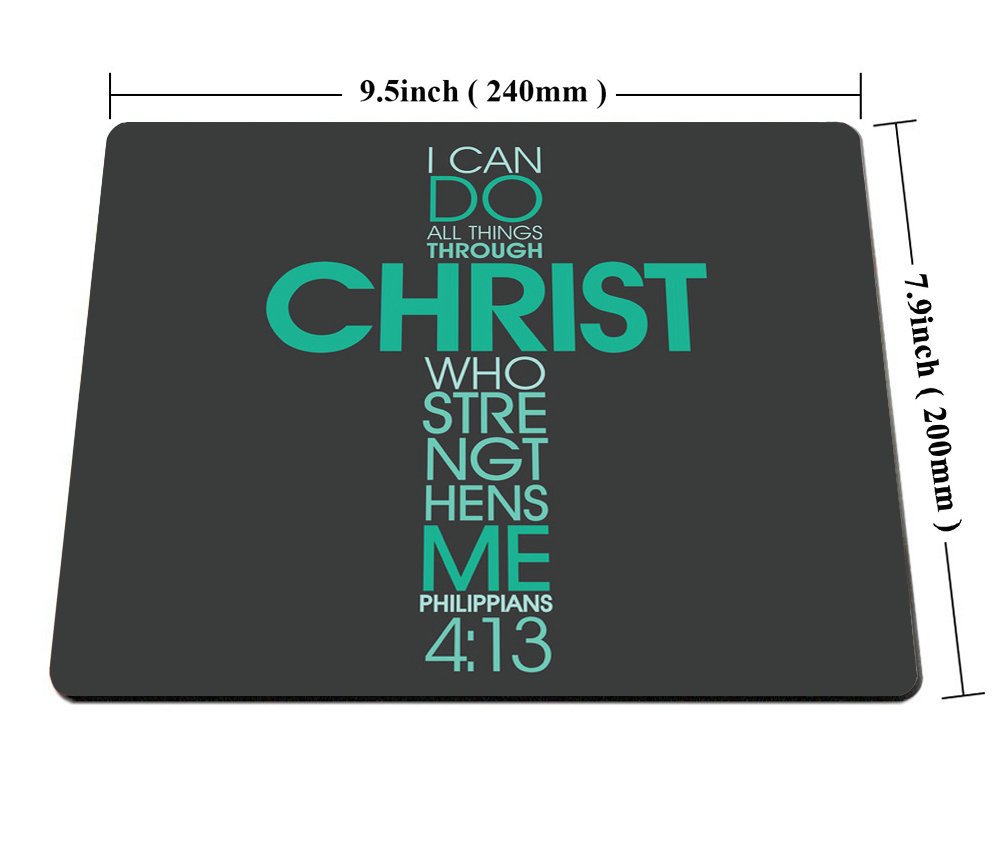 9.5inch ( 240mm )
I CAN
DO
ALL THINGS
THROUGH
CHRIST
WHO
STRE
NGT
HENS
ME
PHILIPPIANS
4:13
7.9inch ( 200mm )